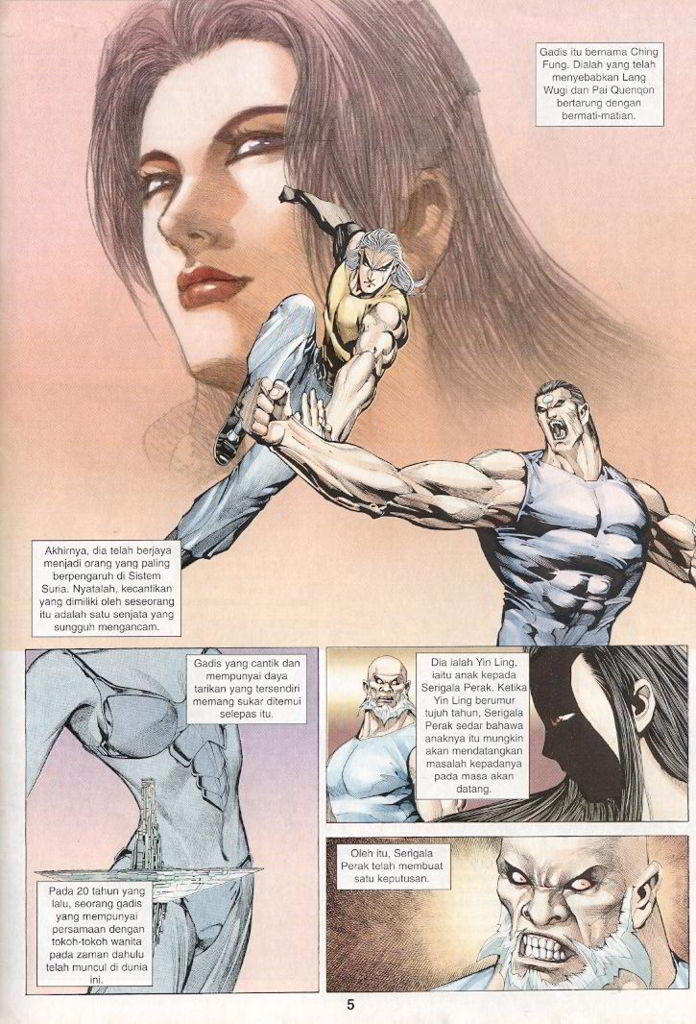 Gadis itu bernama Ching
Fung. Dialah yang telah
menyebabkan Lang
Wugi dan Pai Quenqon
bertarung dengan
bermati-matian.
Akhirnya, dia telah berjaya
menjadi orang yang paling
berpengaruh di Sistem
Suria. Nyatalah, kecantikan
yang dimiliki oleh seseorang
itu adalah satu senjata yang
sungguh mengancam.
Gadis yang cantik dan
mempunyai daya
tarikan yang tersendiri
memang sukar ditemui
selepas itu.
Pada 20 tahun yang
lalu, seorang gadis
yang mempunyai
persamaan dengan
tokoh-tokoh wanita
pada zaman dahulu
telah muncul di dunia
ini.
Dia ialah Yin Ling,
iaitu anak kepada
Serigala Perak. Ketika
Yin Ling berumur
tujuh tahun, Serigala
Perak sedar bahawa
anaknya itu mungkin
akan mendatangkan
masalah kepadanya
pada masa akan
datang.
Oleh itu, Serigala
Perak telah membuat
satu keputusan.
5